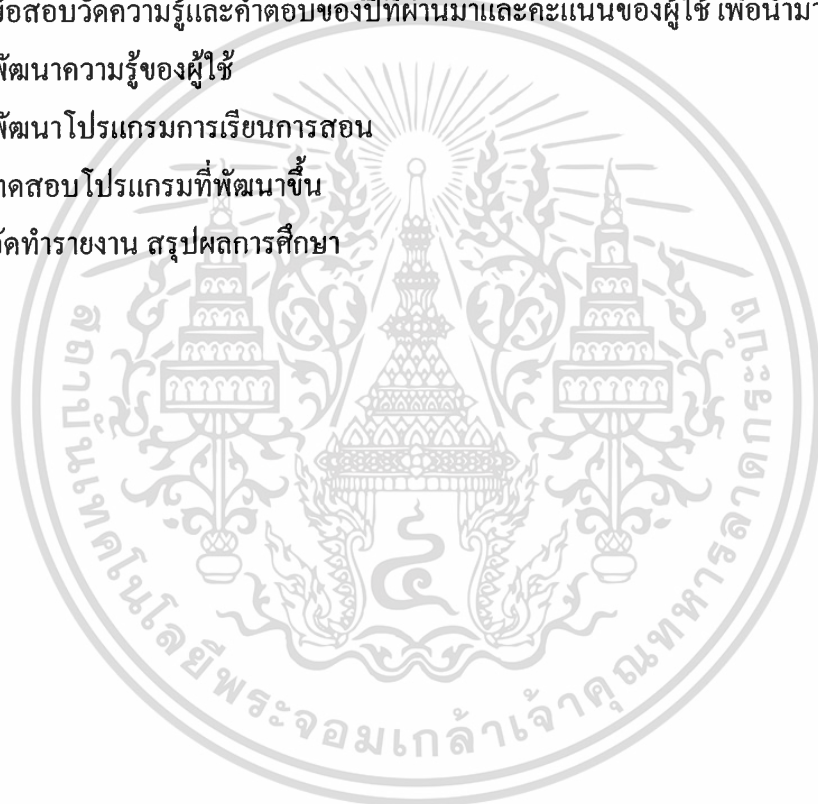 ข้อสอบวัดความรู้และคำตอบของปีที่ผ่านมาและคะแนนของผู้ใช้ เพื่อนำมา
พัฒนาความรู้ของผู้ใช้
พัฒนาโปรแกรมการเรียนการสอน
ทดสอบโปรแกรมที่พัฒนาขึ้น
จัดทำรายงาน สรุปผลการศึกษา
สถาบันเทคโนโลยีพระจอมเกล้าเจ้าคุณทหารลาดกระบัง